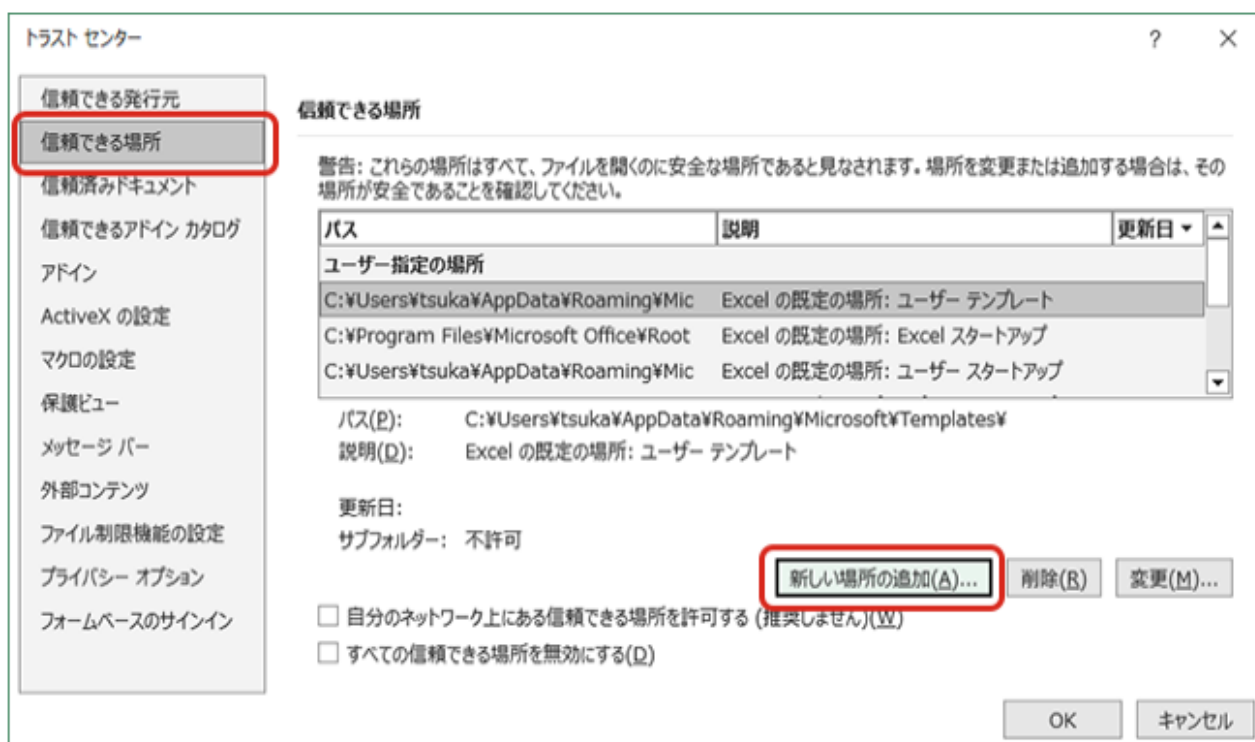 トラスト センター
?
信頼できる発行元
信頼できる場所
信頼済みドキュメント
信頼できるアドイン カタログ
アドイン
ActiveX の設定
マクロの設定
保護ビュー
メッセージ バー
外部コンテンツ
ファイル制限機能の設定
プライバシー オプション
フォームベースのサインイン
信頼できる場所
警告: これらの場所はすべて、ファイルを開くのに安全な場所であると見なされます。場所を変更または追加する場合は、その
場所が安全であることを確認してください。
パス 説明 更新日
ユーザー指定の場所
C:¥Users¥tsuka¥AppData¥Roaming¥Mic Excel の既定の場所: ユーザー テンプレート
C:¥Program Files¥Microsoft Office¥Root Excel の既定の場所: Excel スタートアップ
C:¥Users¥tsuka¥AppData¥Roaming¥Mic Excel の既定の場所: ユーザー スタートアップ
パス(P): C:¥Users¥tsuka¥AppData¥Roaming¥Microsoft¥Templates¥
説明(D): Excel の既定の場所: ユーザー テンプレート
更新日:
サブフォルダー: 不許可
新しい場所の追加(A)... 削除(R) 変更(M)...
自分のネットワーク上にある信頼できる場所を許可する (推奨しません)(W)
すべての信頼できる場所を無効にする(D)
OK キャンセル